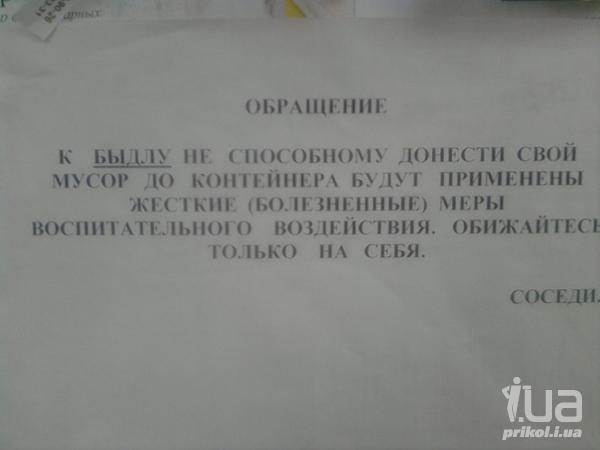 ОБРАЩЕНИЕ
К БЫДЛУ НЕ СПОСОБНОМУ ДОНЕСТИ СВОЙ
МУСОР ДО КОНТЕЙНЕРА БУДУТ ПРИМЕНЕНЫ
ЖЕСТКИЕ (БОЛЕЗНЕННЫЕ) МЕРЫ
ВОСПИТАТЕЛЬНОГО ВОЗДЕЙСТВИЯ. ОБИЖАЙТЕСЬ
ТОЛЬКО НА СЕБЯ.
СОСЕДИ.
i.ua
prikol.i.ua